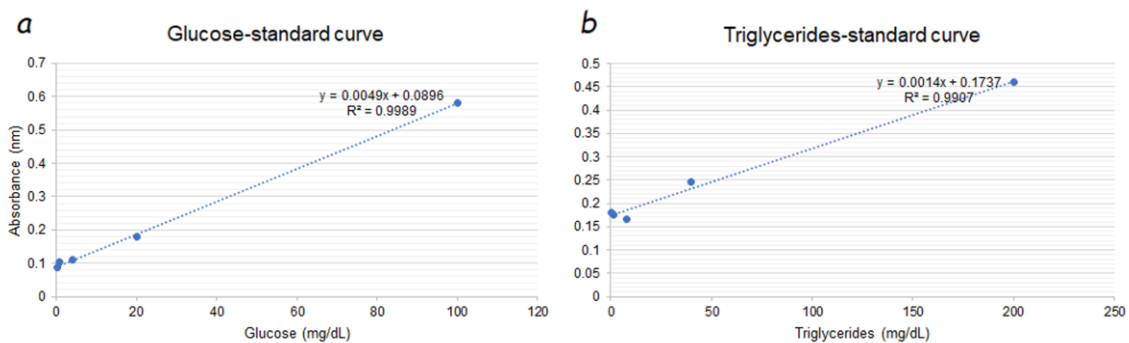 a
Glucose-standard curve
Absorbance (nm)
0.7
0.6
0.5
0.4
0.3
0.2
0.1
0
y = 0.0049x + 0.0896
R² = 0.9989
0 20 40 60 80 100 120
Glucose (mg/dL)
b
Triglycerides-standard curve
0.5
0.45
0.4
0.35
0.3
0.25
0.2
0.15
0.1
0.05
0
y = 0.0014x + 0.1737
R² = 0.9907
0 50 100 150 200 250
Triglycerides (mg/dL)